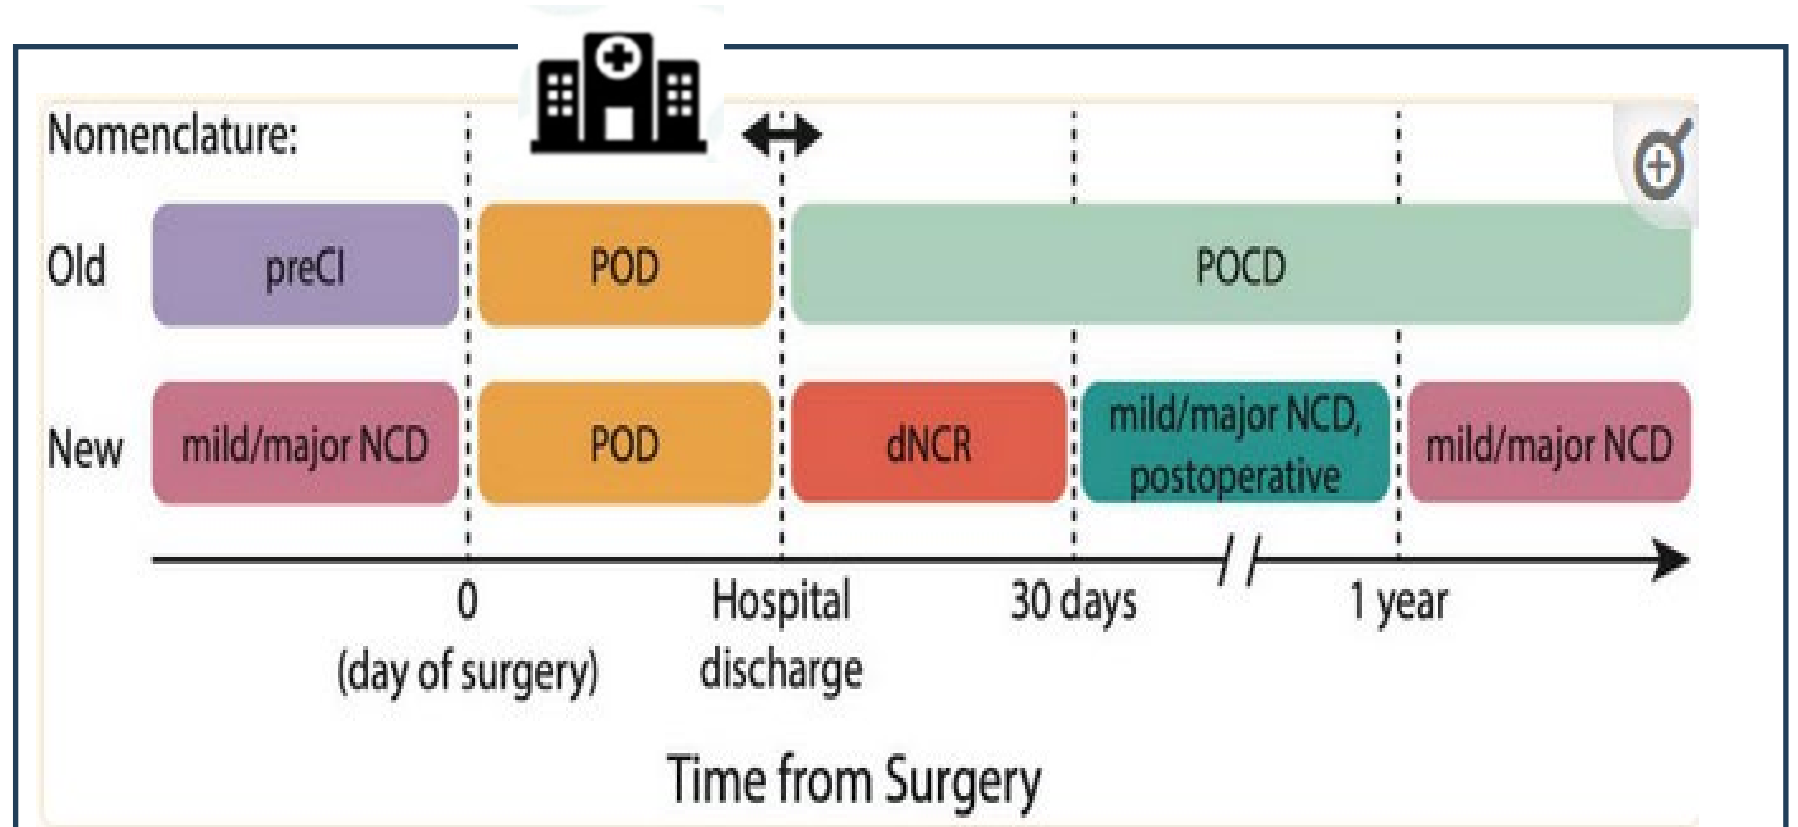 Nomenclature:
Old
preCI
POD
POCD
New
mild/major NCD
POD
dNCR
mild/major NCD,
postoperative
mild/major NCD
0
(day of surgery)
Hospital
discharge
30 days
1 year
Time from Surgery